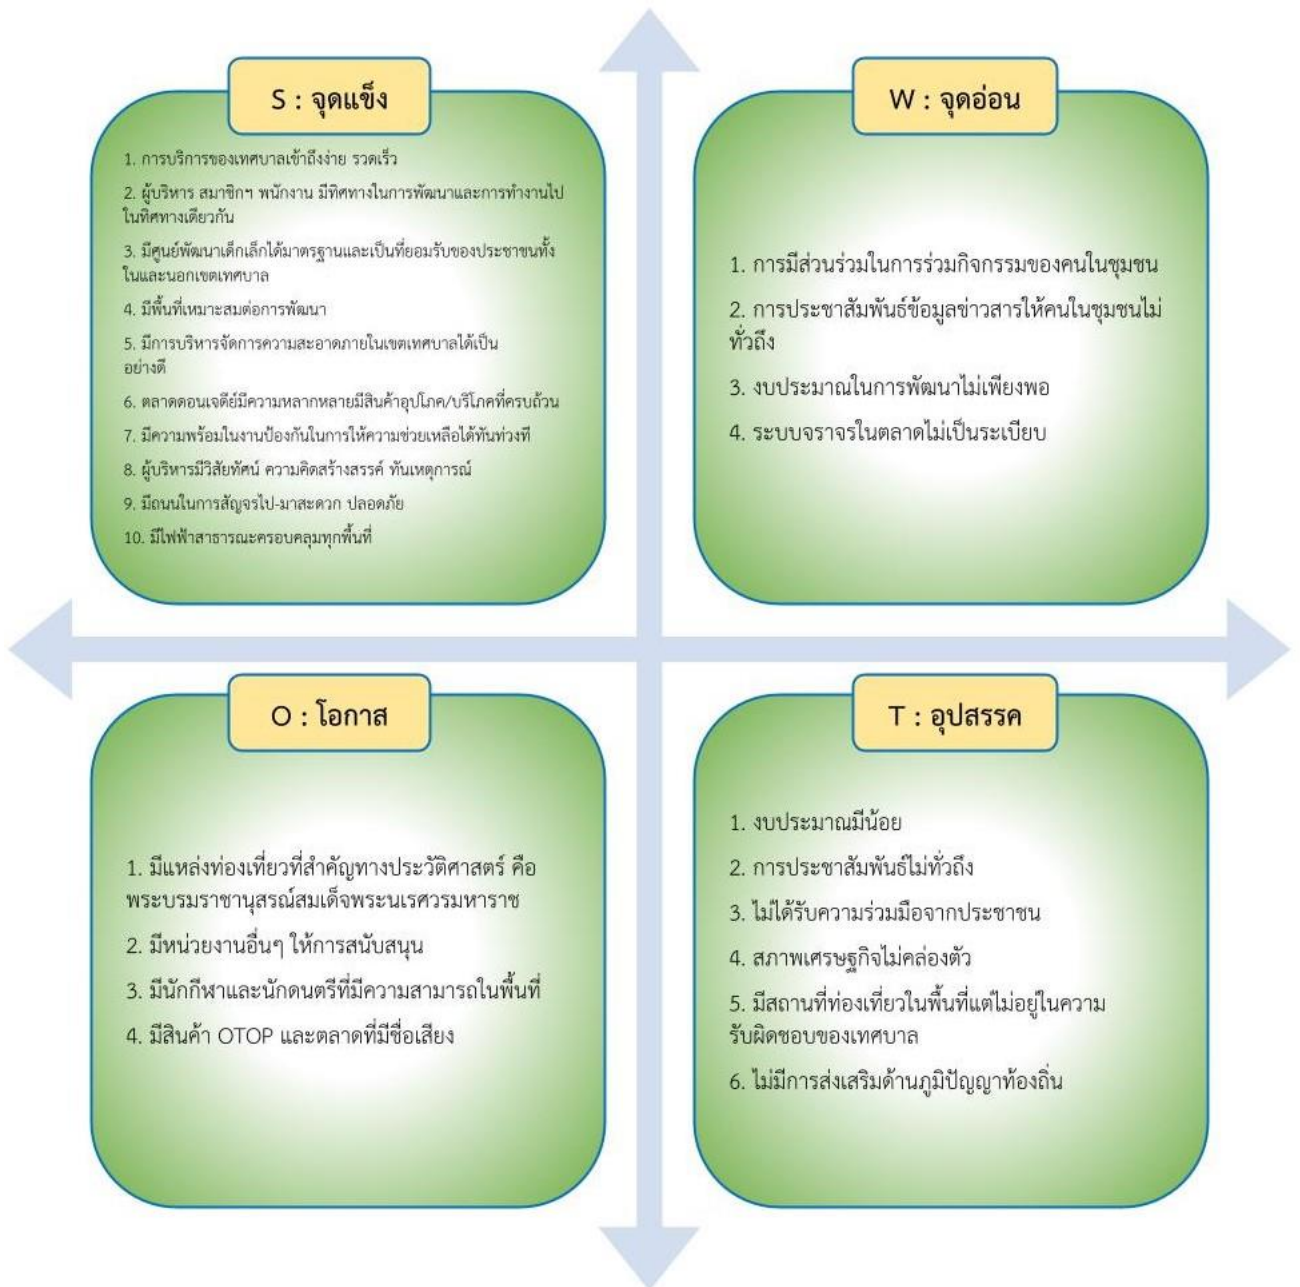 S : จุดแข็ง
1. การบริการของเทศบาลเข้าถึงง่าย รวดเร็ว
2. ผู้บริหาร สมาชิกฯ พนักงาน มีทิศทางในการพัฒนาและการทำงานไป
ในทิศทางเดียวกัน
3. มีศูนย์พัฒนาเด็กเล็กได้มาตรฐานและเป็นที่ยอมรับของประชาชนทั้ง
ในและนอกเขตเทศบาล
4. มีพื้นที่เหมาะสมต่อการพัฒนา
5. มีการบริหารจัดการความสะอาดภายในเขตเทศบาลได้เป็น
อย่างดี
6. ตลาดดอนเจดีย์มีความหลากหลายมีสินค้าอุปโภค/บริโภคที่ครบถ้วน
7. มีความพร้อมในงานป้องกันในการให้ความช่วยเหลือได้ทันท่วงที
8. ผู้บริหารมีวิสัยทัศน์ ความคิดสร้างสรรค์ ทันเหตุการณ์
9. มีถนนในการสัญจรไป-มาสะดวก ปลอดภัย
10. มีไฟฟ้าสาธารณะครอบคลุมทุกพื้นที่
W : จุดอ่อน
1. การมีส่วนร่วมในการร่วมกิจกรรมของคนในชุมชน
2. การประชาสัมพันธ์ข้อมูลข่าวสารให้คนในชุมชนไม่
ทั่วถึง
3. งบประมาณในการพัฒนาไม่เพียงพอ
4. ระบบจราจรในตลาดไม่เป็นระเบียบ
O : โอกาส
1. มีแหล่งท่องเที่ยวที่สำคัญทางประวัติศาสตร์ คือ
พระบรมราชานุสรณ์สมเด็จพระนเรศวรมหาราช
2. มีหน่วยงานอื่นๆ ให้การสนับสนุน
3. มีนักกีฬาและนักดนตรีที่มีความสามารถในพื้นที่
4. มีสินค้า OTOP และตลาดที่มีชื่อเสียง
T : อุปสรรค
1. งบประมาณมีน้อย
2. การประชาสัมพันธ์ไม่ทั่วถึง
3. ไม่ได้รับความร่วมมือจากประชาชน
4. สภาพเศรษฐกิจไม่คล่องตัว
5. มีสถานที่ท่องเที่ยวในพื้นที่แต่ไม่อยู่ในความ
รับผิดชอบของเทศบาล
6. ไม่มีการส่งเสริมด้านภูมิปัญญาท้องถิ่น